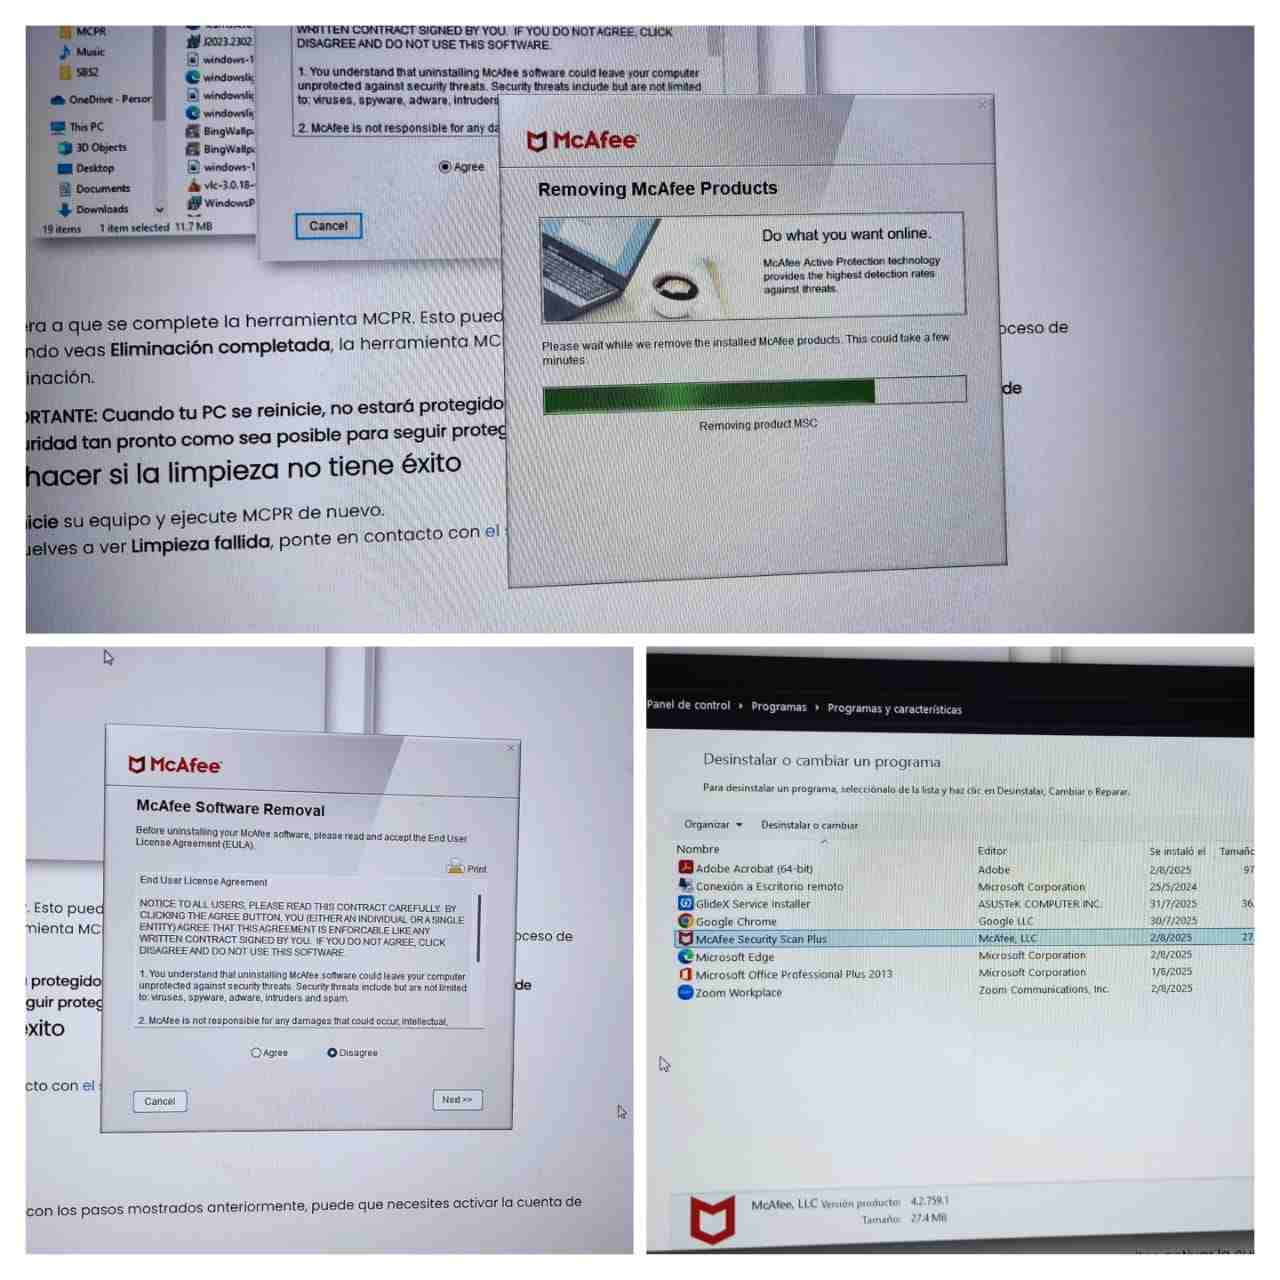 MCPR
Music
SBS2
OneDrive - Person
This PC
3D Objects
Desktop
Documents
Downloads
19 items 1 item selected 11.7 MB
J2023.2302
windows-1
windowslig
windowslig
windowslig
BingWallpa
BingWallpa
windows-1
vlc-3.0.18-
WindowsP
WRITTEN CONTRACT SIGNED BY YOU. IF YOU DO NOT AGREE, CLICK
DISAGREE AND DO NOT USE THIS SOFTWARE.
1. You understand that uninstalling McAfee software could leave your computer
unprotected against security threats. Security threats include but are not limited
to: viruses, spyware, adware, intruders
2. McAfee is not responsible for any da
Agree
Cancel
McAfee
Removing McAfee Products
Do what you want online.
McAfee Active Protection technology
provides the highest detection rates
against threats.
Please wait while we remove the installed McAfee products. This could take a few
minutes.
Removing product MSC
era a que se complete la herramienta MCPR. Esto pued
ndo veas Eliminación completada, la herramienta MC oceso de
inación.
ORTANTE: Cuando tu PC se reinicie, no estará protegido de
uridad tan pronto como sea posible para seguir proteg
hacer si la limpieza no tiene éxito
icie su equipo y ejecute MCPR de nuevo.
uelves a ver Limpieza fallida, ponte en contacto con el s
McAfee
McAfee Software Removal
Before uninstalling your McAfee software, please read and accept the End User
License Agreement (EULA).
Print
End User License Agreement
NOTICE TO ALL USERS, PLEASE READ THIS CONTRACT CAREFULLY. BY
CLICKING THE AGREE BUTTON, YOU (EITHER AN INDIVIDUAL OR A SINGLE
ENTITY) AGREE THAT THIS AGREEMENT IS ENFORCABLE LIKE ANY
WRITTEN CONTRACT SIGNED BY YOU. IF YOU DO NOT AGREE, CLICK
DISAGREE AND DO NOT USE THIS SOFTWARE.
1. You understand that uninstalling McAfee software could leave your computer
unprotected against security threats. Security threats include but are not limited
to: viruses, spyware, adware, intruders and spam.
2. McAfee is not responsible for any damages that could occur, intellectual,
Agree Disagree
Cancel Next >>
. Esto pued
mienta MC oceso de
protegido de
guir proteg
éxito
cto con el s
con los pasos mostrados anteriormente, puede que necesites activar la cuenta de
Panel de control › Programas › Programas y características
Desinstalar o cambiar un programa
Para desinstalar un programa, selecciónalo de la lista y haz clic en Desinstalar, Cambiar o Reparar.
Organizar Desinstalar o cambiar
Nombre Editor Se instaló el Tamaño
Adobe Acrobat (64-bit) Adobe 2/8/2025 97
Conexión a Escritorio remoto Microsoft Corporation 25/5/2024
GlideX Service Installer ASUSTeK COMPUTER INC. 31/7/2025 36,
Google Chrome Google LLC 30/7/2025
McAfee Security Scan Plus McAfee, LLC 2/8/2025 27,
Microsoft Edge Microsoft Corporation 2/8/2025
Microsoft Office Professional Plus 2013 Microsoft Corporation 1/6/2025
Zoom Workplace Zoom Communications, Inc. 2/8/2025
McAfee, LLC Versión producto: 4.2.759.1
Tamaño: 27.4 MB